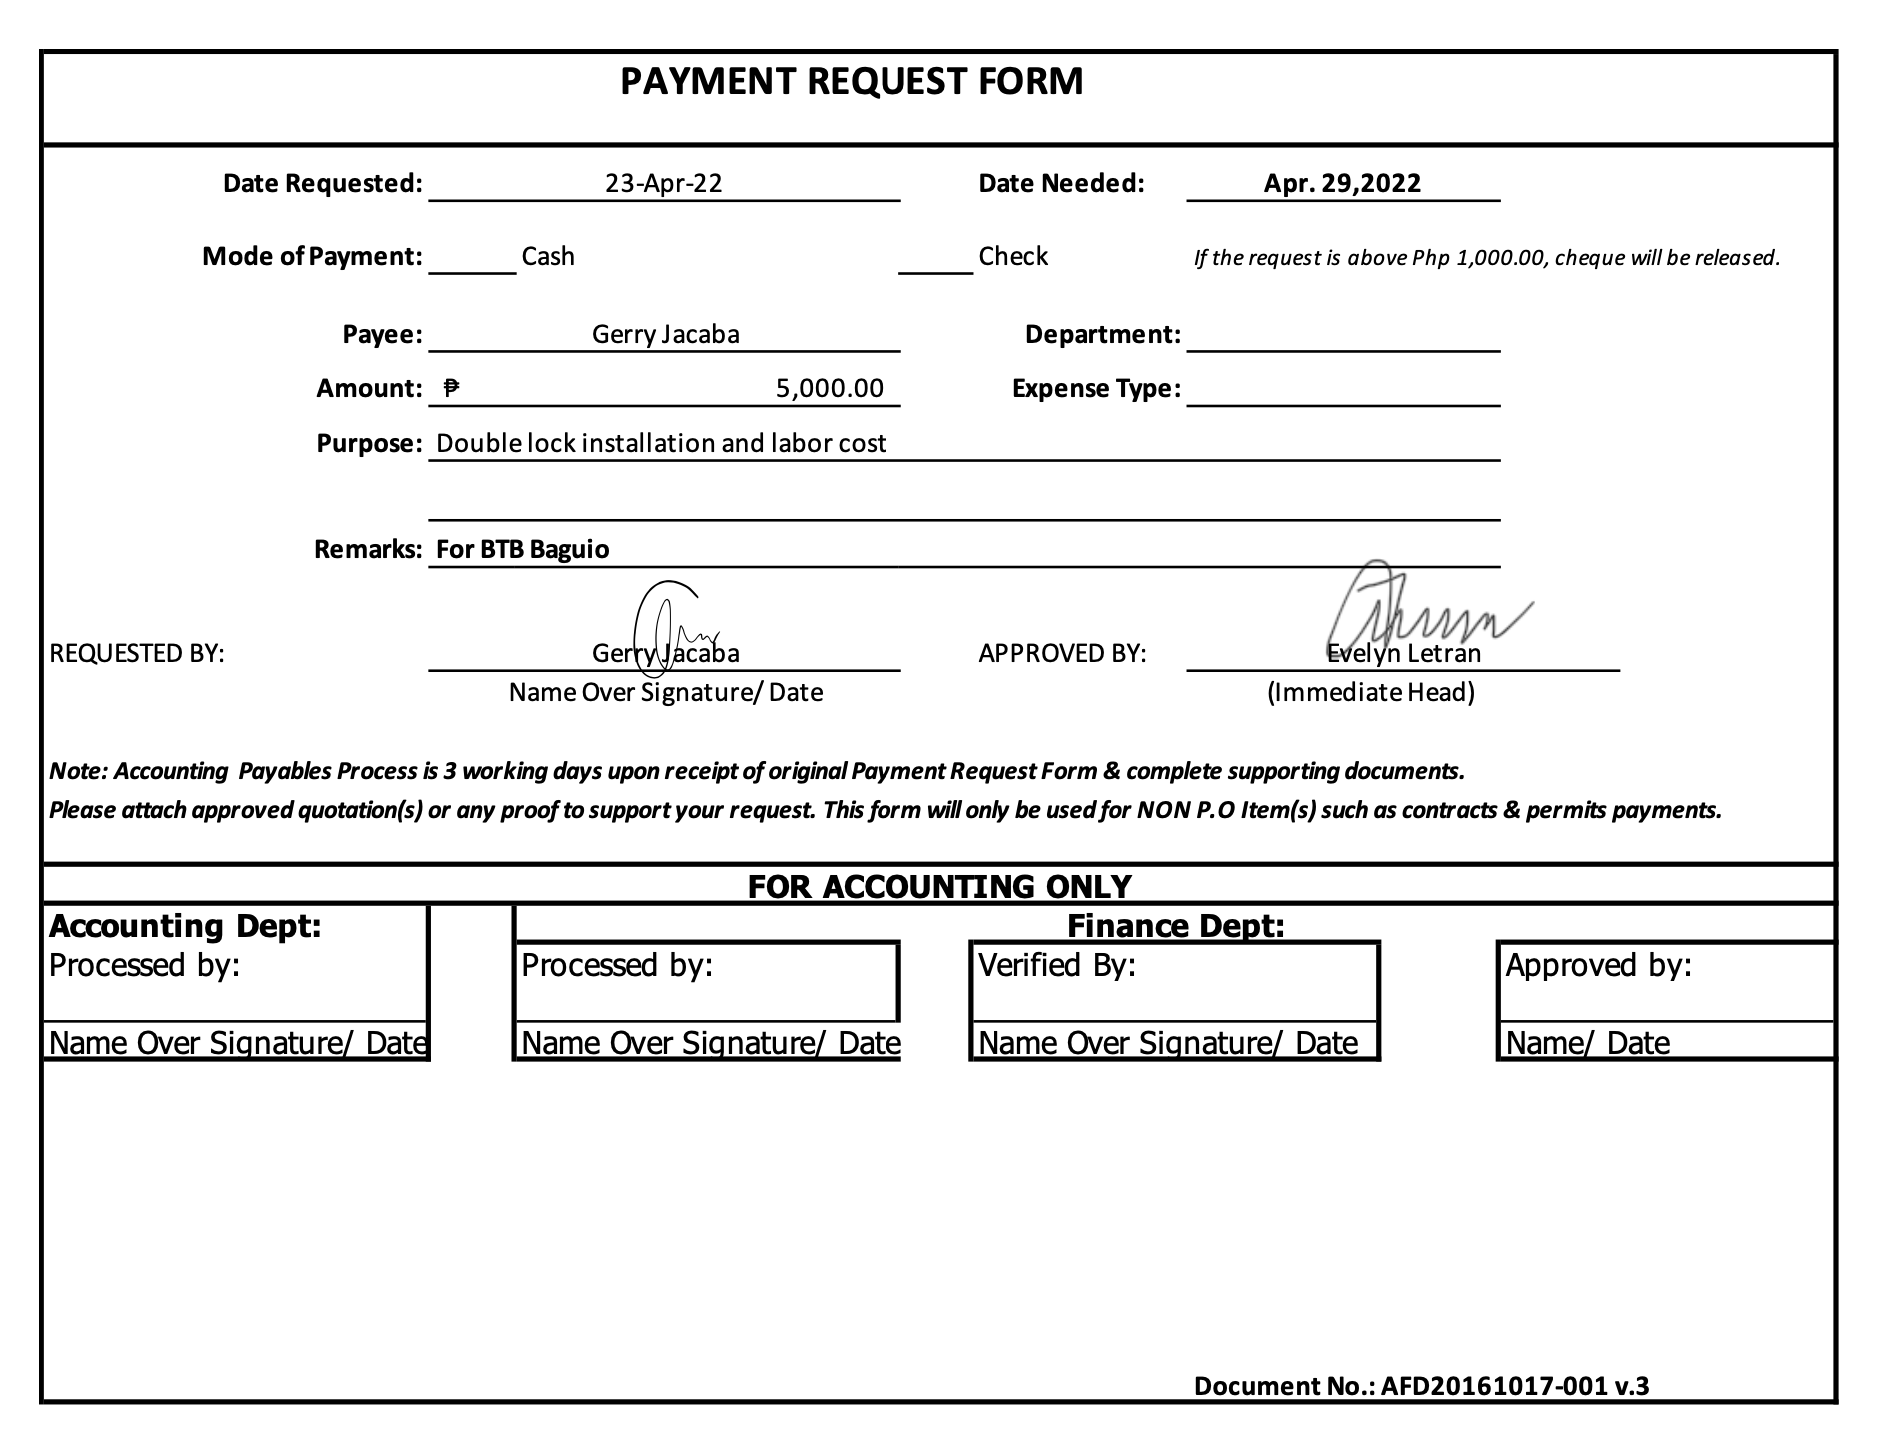 PAYMENT REQUEST FORM
Date Requested: 23-Apr-22 Date Needed: Apr. 29,2022
Mode of Payment: Cash Check If the request is above Php 1,000.00, cheque will be released.
Payee: Gerry Jacaba Department:
Amount: ₱ 5,000.00 Expense Type:
Purpose: Double lock installation and labor cost
Remarks: For BTB Baguio
REQUESTED BY: Gerry Jacaba APPROVED BY: Evelyn Letran
Name Over Signature/ Date (Immediate Head)
Note: Accounting Payables Process is 3 working days upon receipt of original Payment Request Form & complete supporting documents.
Please attach approved quotation(s) or any proof to support your request. This form will only be used for NON P.O Item(s) such as contracts & permits payments.
FOR ACCOUNTING ONLY
Accounting Dept: Finance Dept:
Processed by: Processed by: Verified By: Approved by:
Name Over Signature/ Date Name Over Signature/ Date Name Over Signature/ Date Name/ Date
Document No.: AFD20161017-001 v.3